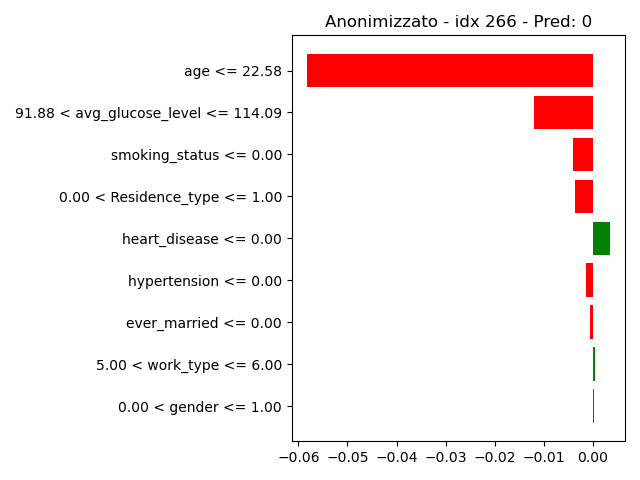 Anonimizzato - idx 266 - Pred: 0
age <= 22.58
91.88 < avg_glucose_level <= 114.09
smoking_status <= 0.00
0.00 < Residence_type <= 1.00
heart_disease <= 0.00
hypertension <= 0.00
ever_married <= 0.00
5.00 < work_type <= 6.00
0.00 < gender <= 1.00
−0.06 −0.05 −0.04 −0.03 −0.02 −0.01 0.00